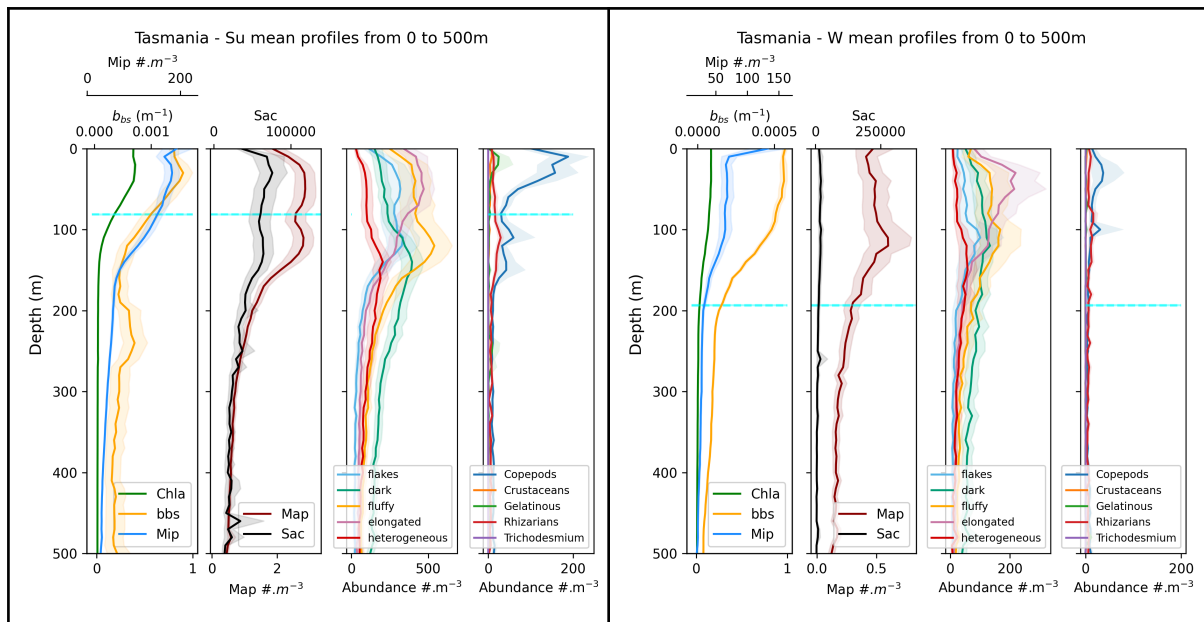 Tasmania - Su mean profiles from 0 to 500m
Mip #.m⁻³
0 200
b_bs (m⁻¹) Sac
0.000 0.001 0 100000
0
100
200
300
400
500
Depth (m)
Chla
bbs
Mip
Map
Sac
flakes
dark
fluffy
elongated
heterogeneous
Copepods
Crustaceans
Gelatinous
Rhizarians
Trichodesmium
0 1 0 2 0 500 0 200
Map #.m⁻³ Abundance #.m⁻³ Abundance #.m⁻³
Tasmania - W mean profiles from 0 to 500m
Mip #.m⁻³
50 100 150
b_bs (m⁻¹) Sac
0.0000 0.0005 0 250000
0
100
200
300
400
500
Depth (m)
Chla
bbs
Mip
Map
Sac
flakes
dark
fluffy
elongated
heterogeneous
Copepods
Crustaceans
Gelatinous
Rhizarians
Trichodesmium
0 1 0.0 0.5 0 200 0 200
Map #.m⁻³ Abundance #.m⁻³ Abundance #.m⁻³